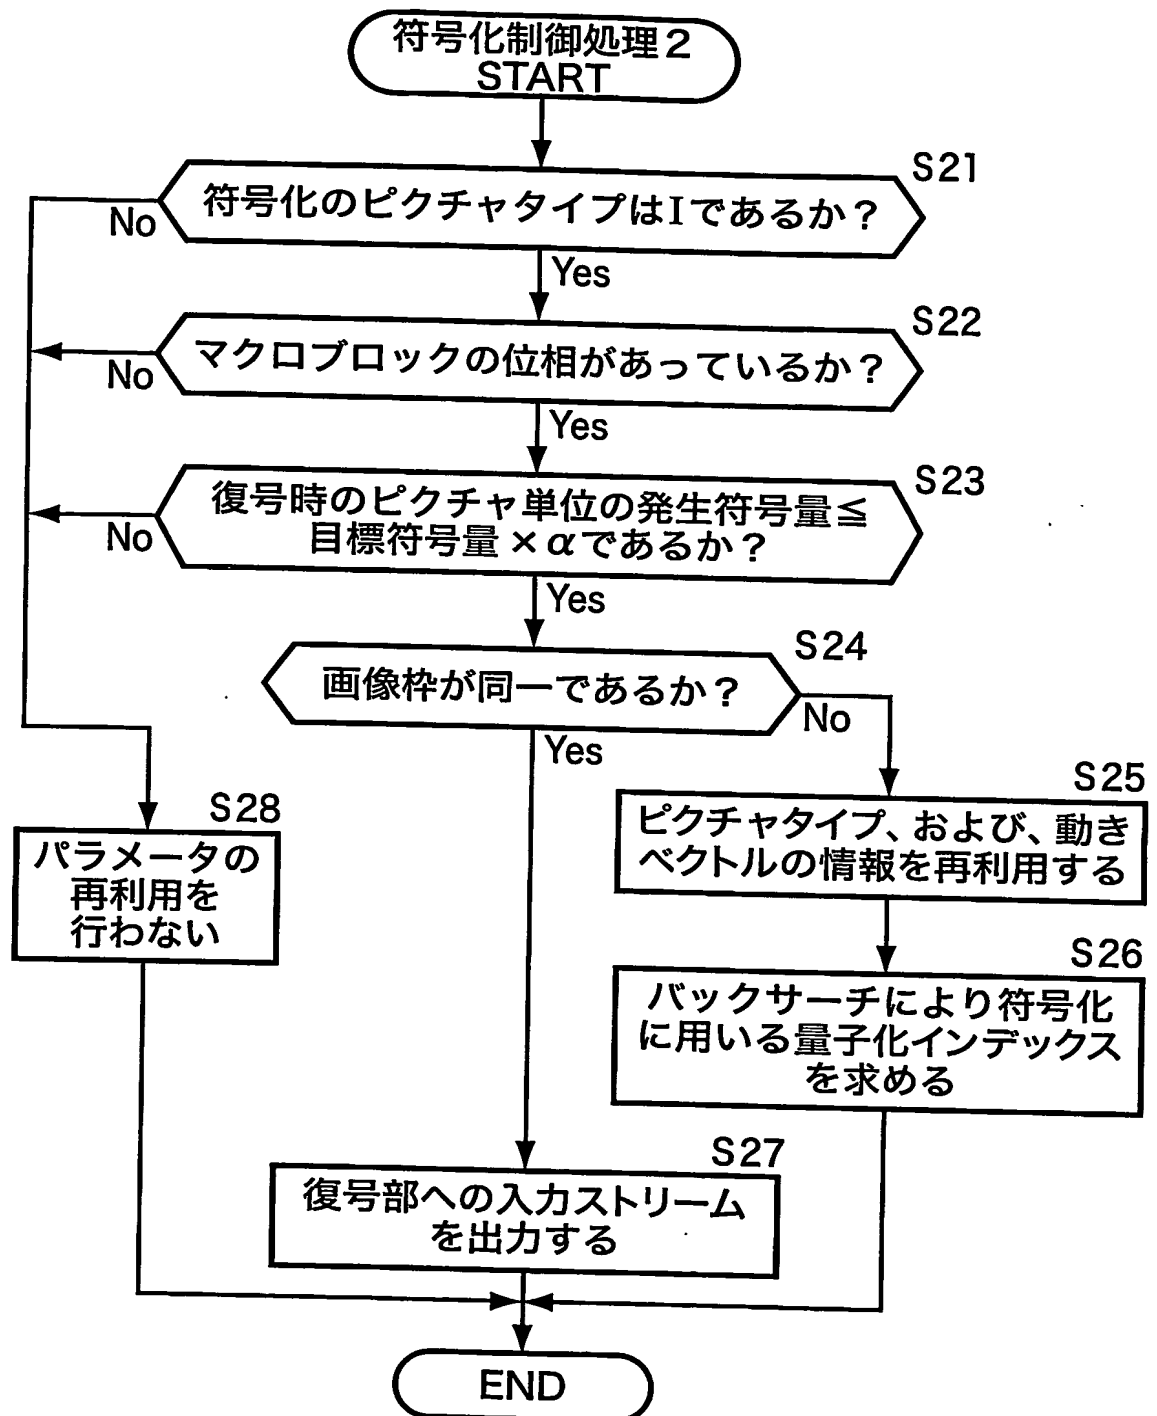 符号化制御処理2
START
S21
符号化のピクチャタイプはIであるか?
No
Yes
S22
マクロブロックの位相があっているか?
No
Yes
S23
復号時のピクチャ単位の発生符号量≦
目標符号量×αであるか?
No
Yes
S24
画像枠が同一であるか?
No
Yes
S25
ピクチャタイプ、および、動き
ベクトルの情報を再利用する
S28
パラメータの
再利用を
行わない
S26
バックサーチにより符号化
に用いる量子化インデックス
を求める
S27
復号部への入力ストリーム
を出力する
END